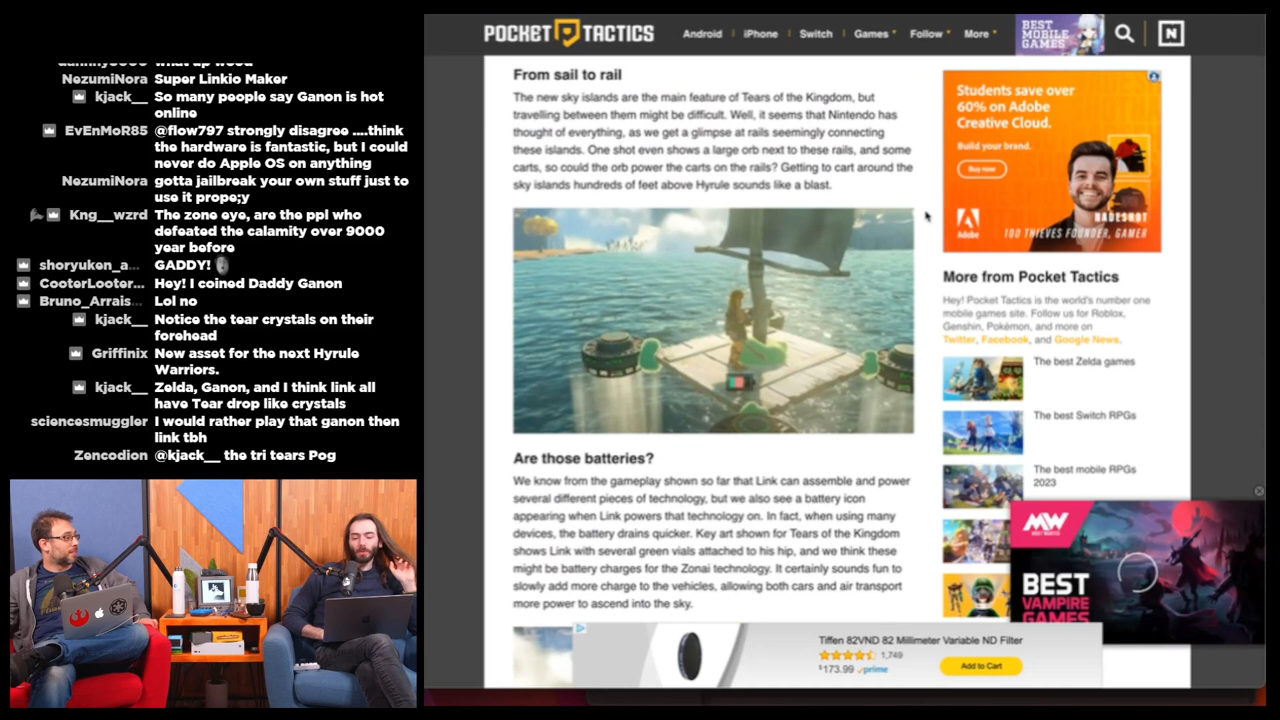 what up wood
NezumiNora Super Linkio Maker
kjack__ So many people say Ganon is hot
online
EvEnMoR85 @flow797 strongly disagree ....think
the hardware is fantastic, but I could
never do Apple OS on anything
NezumiNora gotta jailbreak your own stuff just to
use it prope;y
Kng__wzrd The zone eye, are the ppl who
defeated the calamity over 9000
year before
shoryuken_a... GADDY!
CooterLooter... Hey! I coined Daddy Ganon
Bruno_Arrais... Lol no
kjack__ Notice the tear crystals on their
forehead
Griffinix New asset for the next Hyrule
Warriors.
kjack__ Zelda, Ganon, and I think link all
have Tear drop like crystals
sciencesmuggler I would rather play that ganon then
link tbh
Zencodion @kjack__ the tri tears Pog
POCKET TACTICS
Android iPhone Switch Games Follow More
BEST
MOBILE
GAMES
N
From sail to rail
The new sky islands are the main feature of Tears of the Kingdom, but
travelling between them might be difficult. Well, it seems that Nintendo has
thought of everything, as we get a glimpse at rails seemingly connecting
these islands. One shot even shows a large orb next to these rails, and some
carts, so could the orb power the carts on the rails? Getting to cart around the
sky islands hundreds of feet above Hyrule sounds like a blast.
Are those batteries?
We know from the gameplay shown so far that Link can assemble and power
several different pieces of technology, but we also see a battery icon
appearing when Link powers that technology on. In fact, when using many
devices, the battery drains quicker. Key art shown for Tears of the Kingdom
shows Link with several green vials attached to his hip, and we think these
might be battery charges for the Zonai technology. It certainly sounds fun to
slowly add more charge to the vehicles, allowing both cars and air transport
more power to ascend into the sky.
Students save over
60% on Adobe
Creative Cloud.
Build your brand.
Buy now
Adobe
NADESHOT
100 THIEVES FOUNDER, GAMER
More from Pocket Tactics
Hey! Pocket Tactics is the world's number one
mobile games site. Follow us for Roblox,
Genshin, Pokémon, and more on
Twitter, Facebook, and Google News.
The best Zelda games
The best Switch RPGs
The best mobile RPGs
2023
MW
MOST WANTED
BEST
VAMPIRE
GAMES
Tiffen 82VND 82 Millimeter Variable ND Filter
1,749
$173.99 prime
Add to Cart